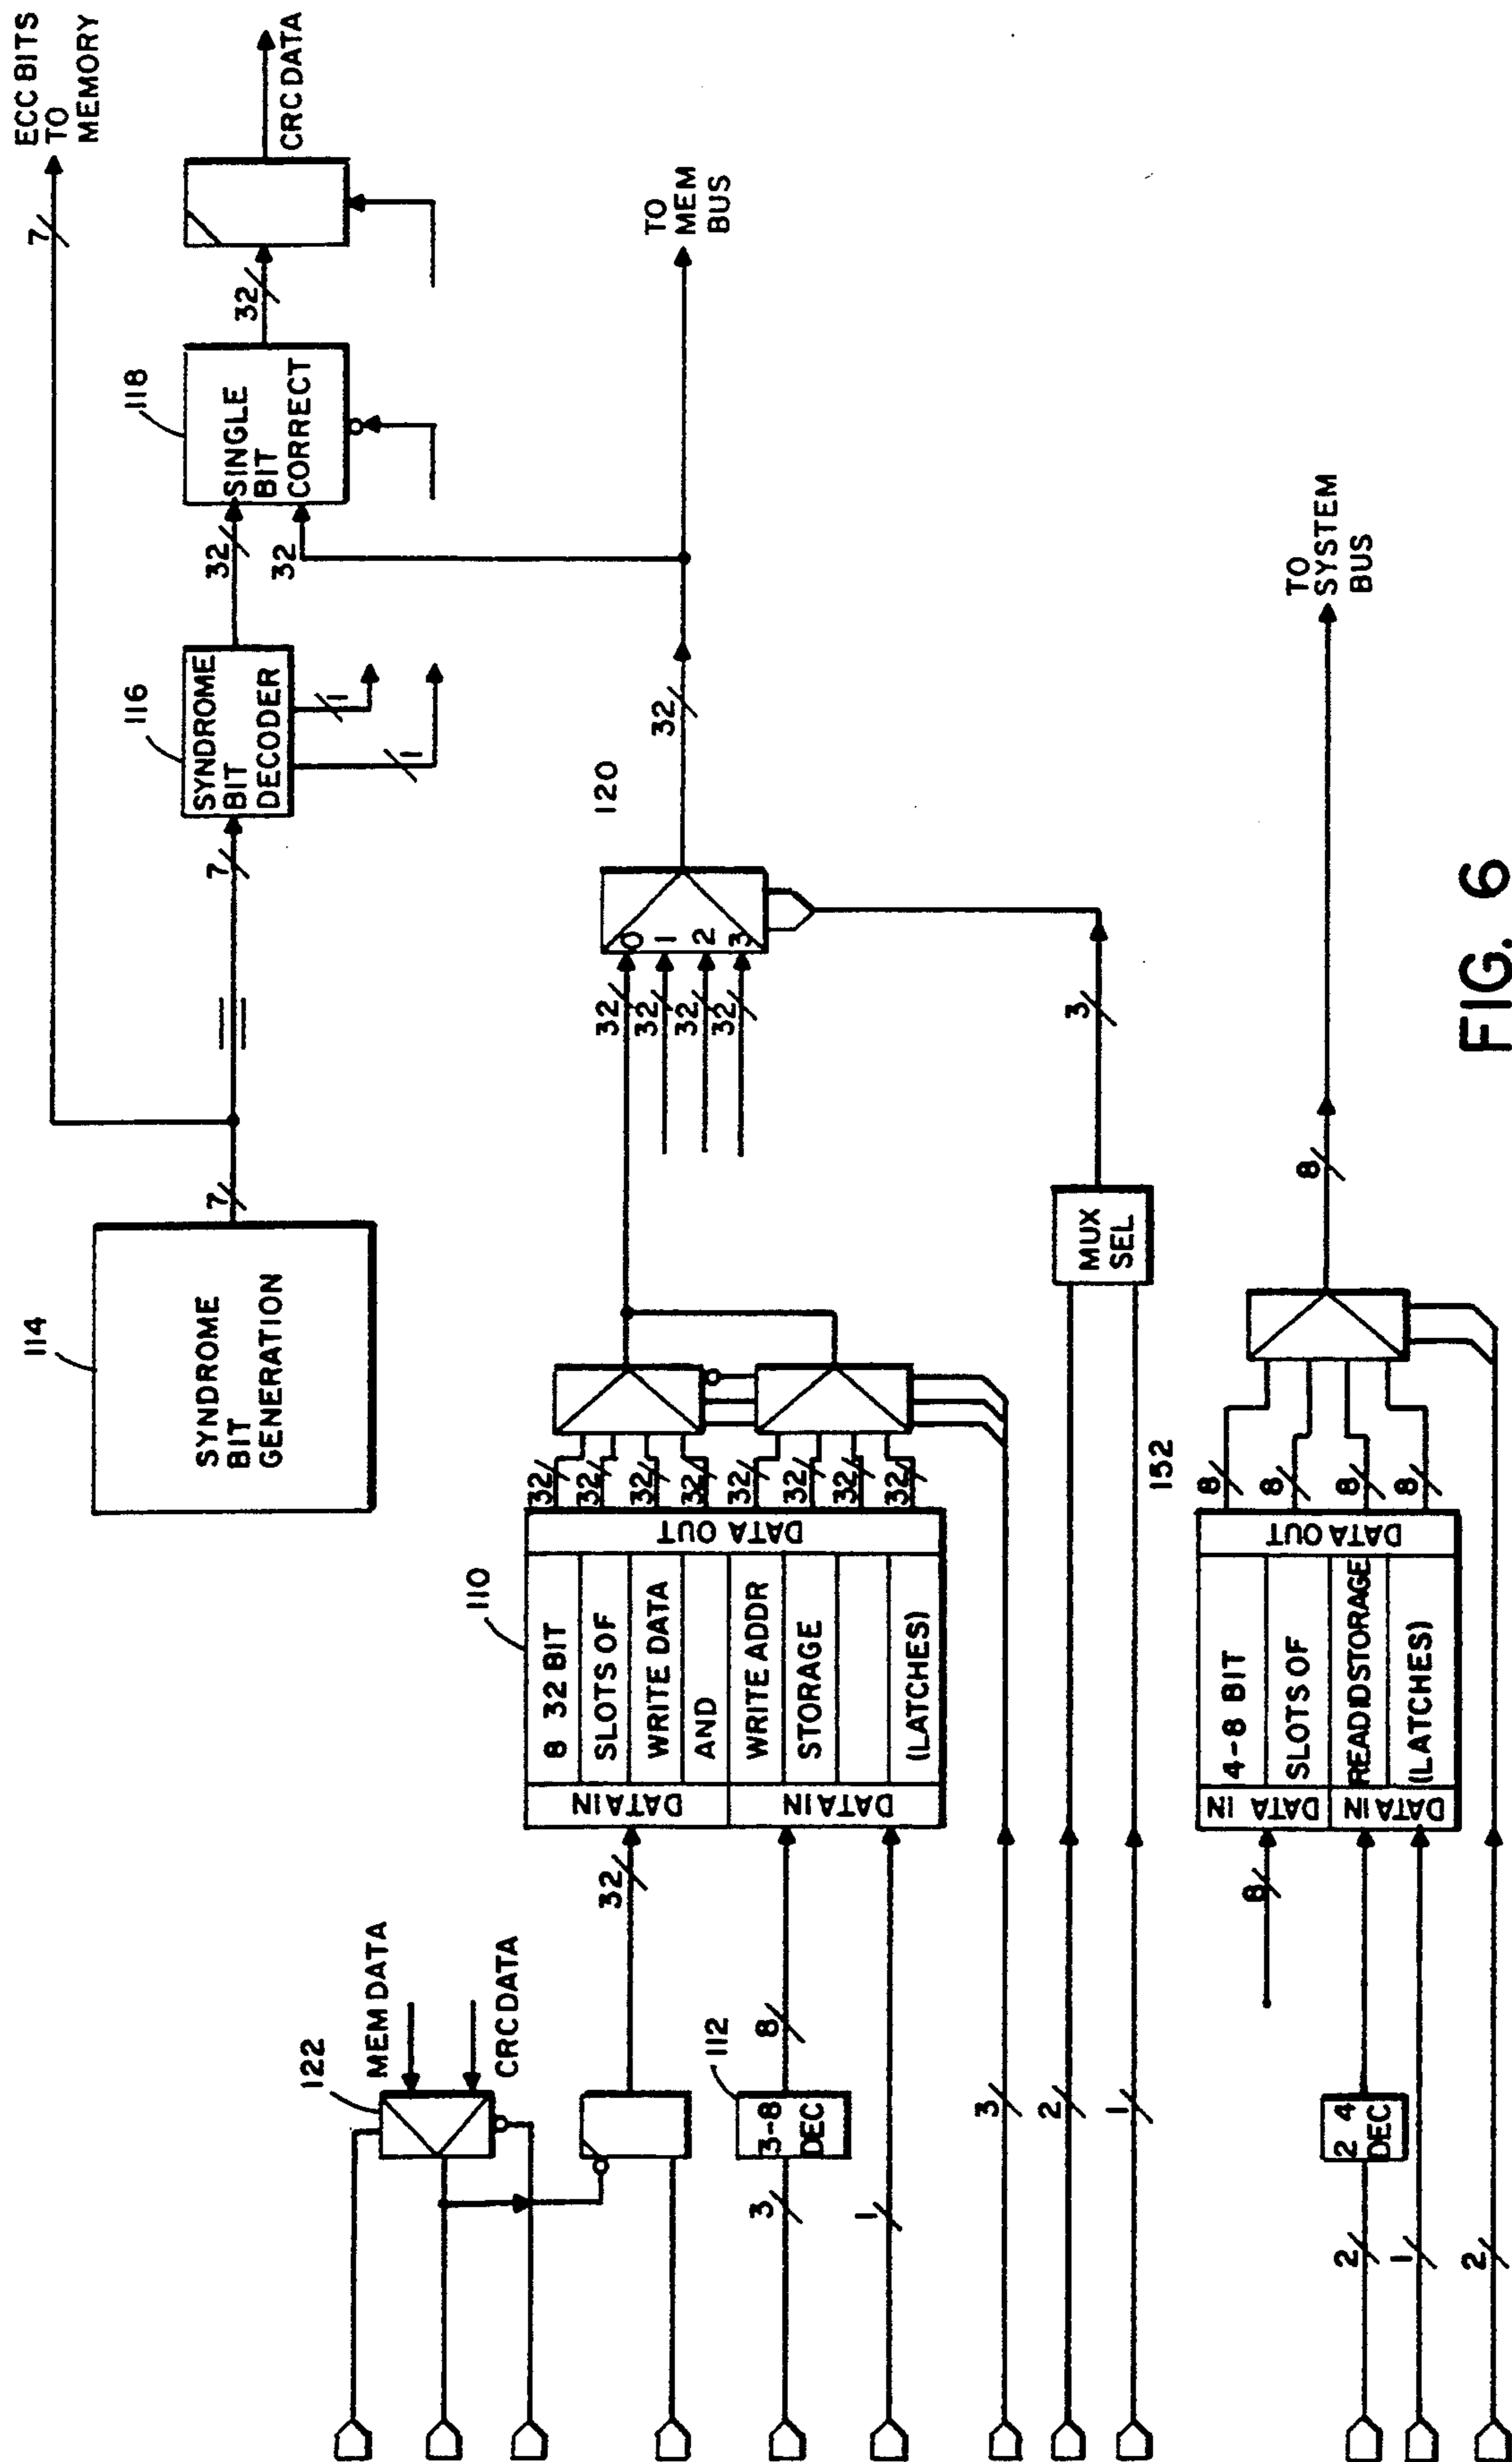 ECC BITS
TO
MEMORY
7
114
SYNDROME
BIT
GENERATION
7
7
116
SYNDROME
BIT
DECODER
1
1
32
32
118
SINGLE
BIT
CORRECT
32
CRC DATA
122
MEM DATA
CRC DATA
32
110
8 32 BIT
SLOTS OF
WRITE DATA
AND
WRITE ADDR
STORAGE
(LATCHES)
DATA IN
DATA IN
DATA OUT
32
32
32
32
32
32
32
32
3
3-8
DEC
112
8
1
3
2
1
MUX
SEL
3
32
32
32
32
0
1
2
3
120
32
TO
MEM
BUS
152
4-8 BIT
SLOTS OF
READ ID STORAGE
(LATCHES)
DATA IN
DATA IN
DATA OUT
8
8
8
8
8
2
2 4
DEC
1
2
8
TO
SYSTEM
BUS
FIG. 6